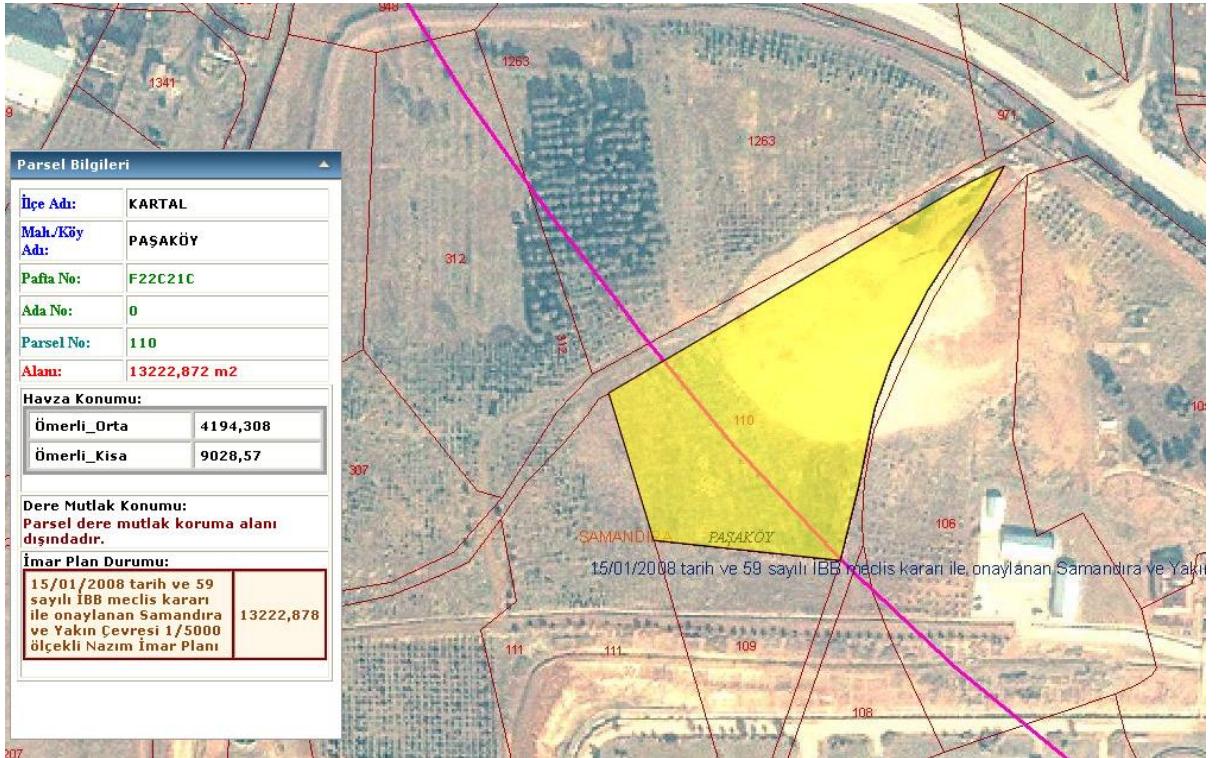 948
1263
1341
9
971
1263
Parsel Bilgileri
İlçe Adı: KARTAL
Mah./Köy
Adı: PAŞAKÖY
Pafta No: F22C21C
Ada No: 0
Parsel No: 110
Alanı: 13222,872 m2
Havza Konumu:
Ömerli_Orta 4194,308
Ömerli_Kisa 9028,57
Dere Mutlak Konumu:
Parsel dere mutlak koruma alanı
dışındadır.
İmar Plan Durumu:
15/01/2008 tarih ve 59
sayılı İBB meclis kararı
ile onaylanan Samandıra 13222,878
ve Yakın Çevresi 1/5000
ölçekli Nazım İmar Planı
312
312
110
307
106
SAMANDIRA PAŞAKÖY
15/01/2008 tarih ve 59 sayılı İBB meclis kararı ile onaylanan Samandıra ve Yakı
111
111
109
108
207